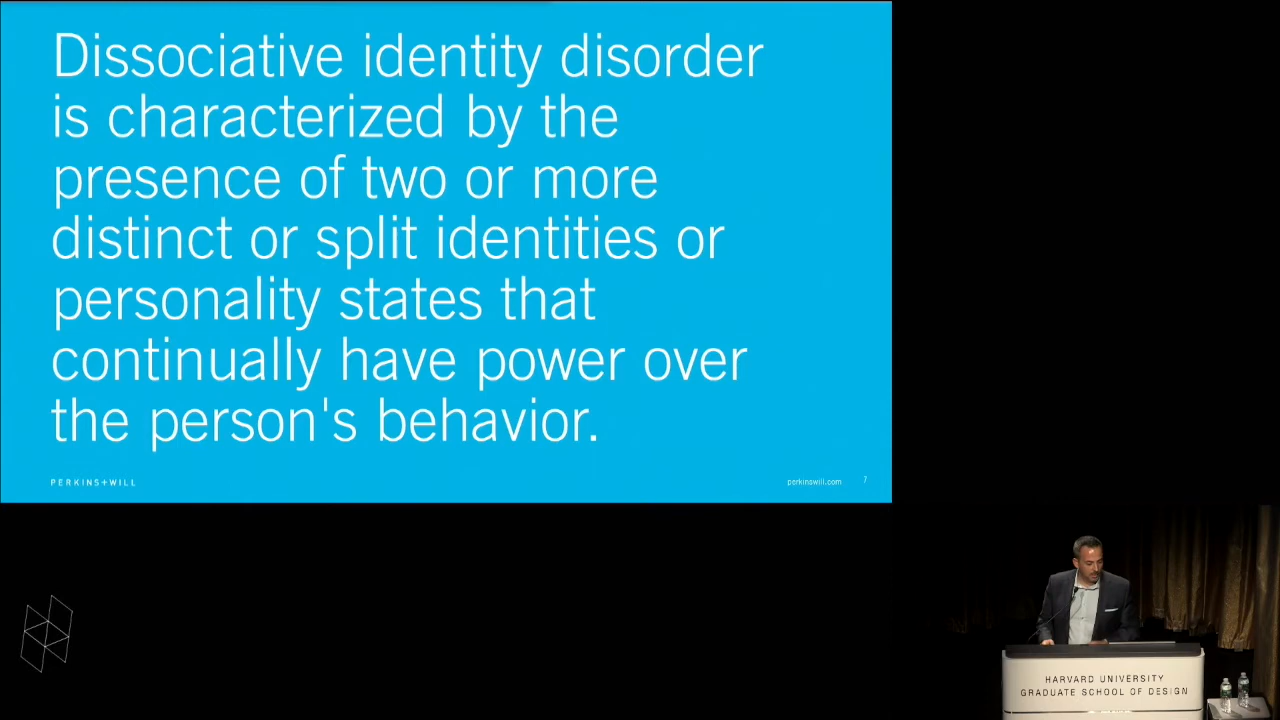 Dissociative identity disorder
is characterized by the
presence of two or more
distinct or split identities or
personality states that
continually have power over
the person's behavior.
PERKINS+WILL
perkinswill.com
7
HARVARD UNIVERSITY
GRADUATE SCHOOL OF DESIGN